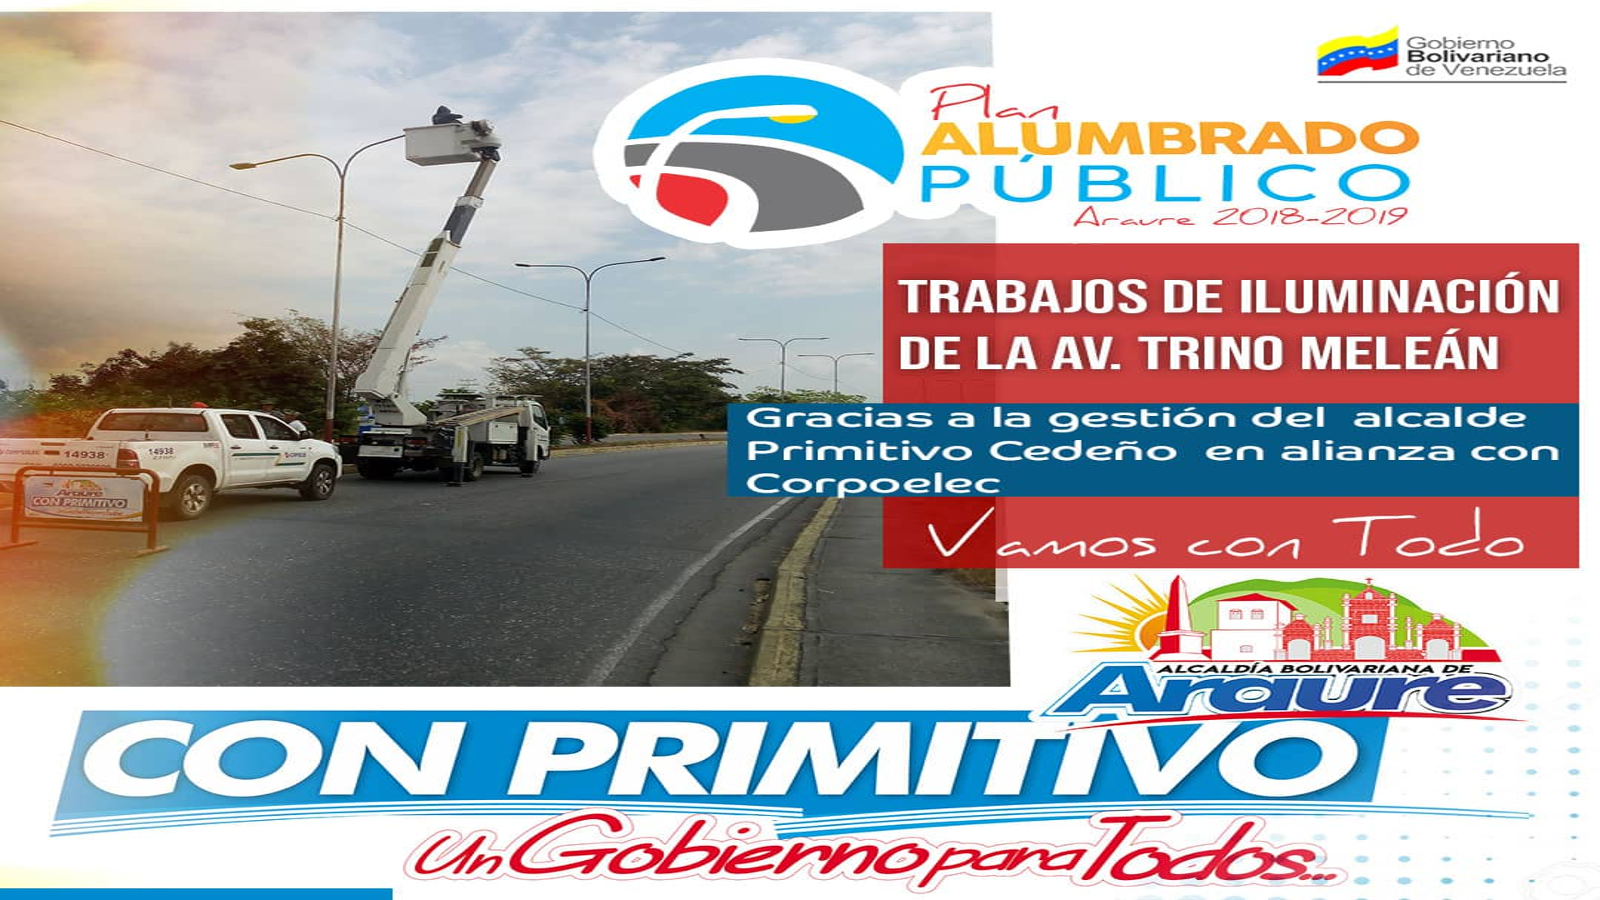 Gobierno
Bolivariano
de Venezuela
Plan
ALUMBRADO
PÚBLICO
Araure 2018-2019
TRABAJOS DE ILUMINACIÓN
DE LA AV. TRINO MELEÁN
Gracias a la gestión del alcalde
Primitivo Cedeño en alianza con
Corpoelec
Vamos con Todo
14938
14938
Araure
CON PRIMITIVO
ALCALDÍA BOLIVARIANA DE
Araure
CON PRIMITIVO
Un Gobierno para Todos...